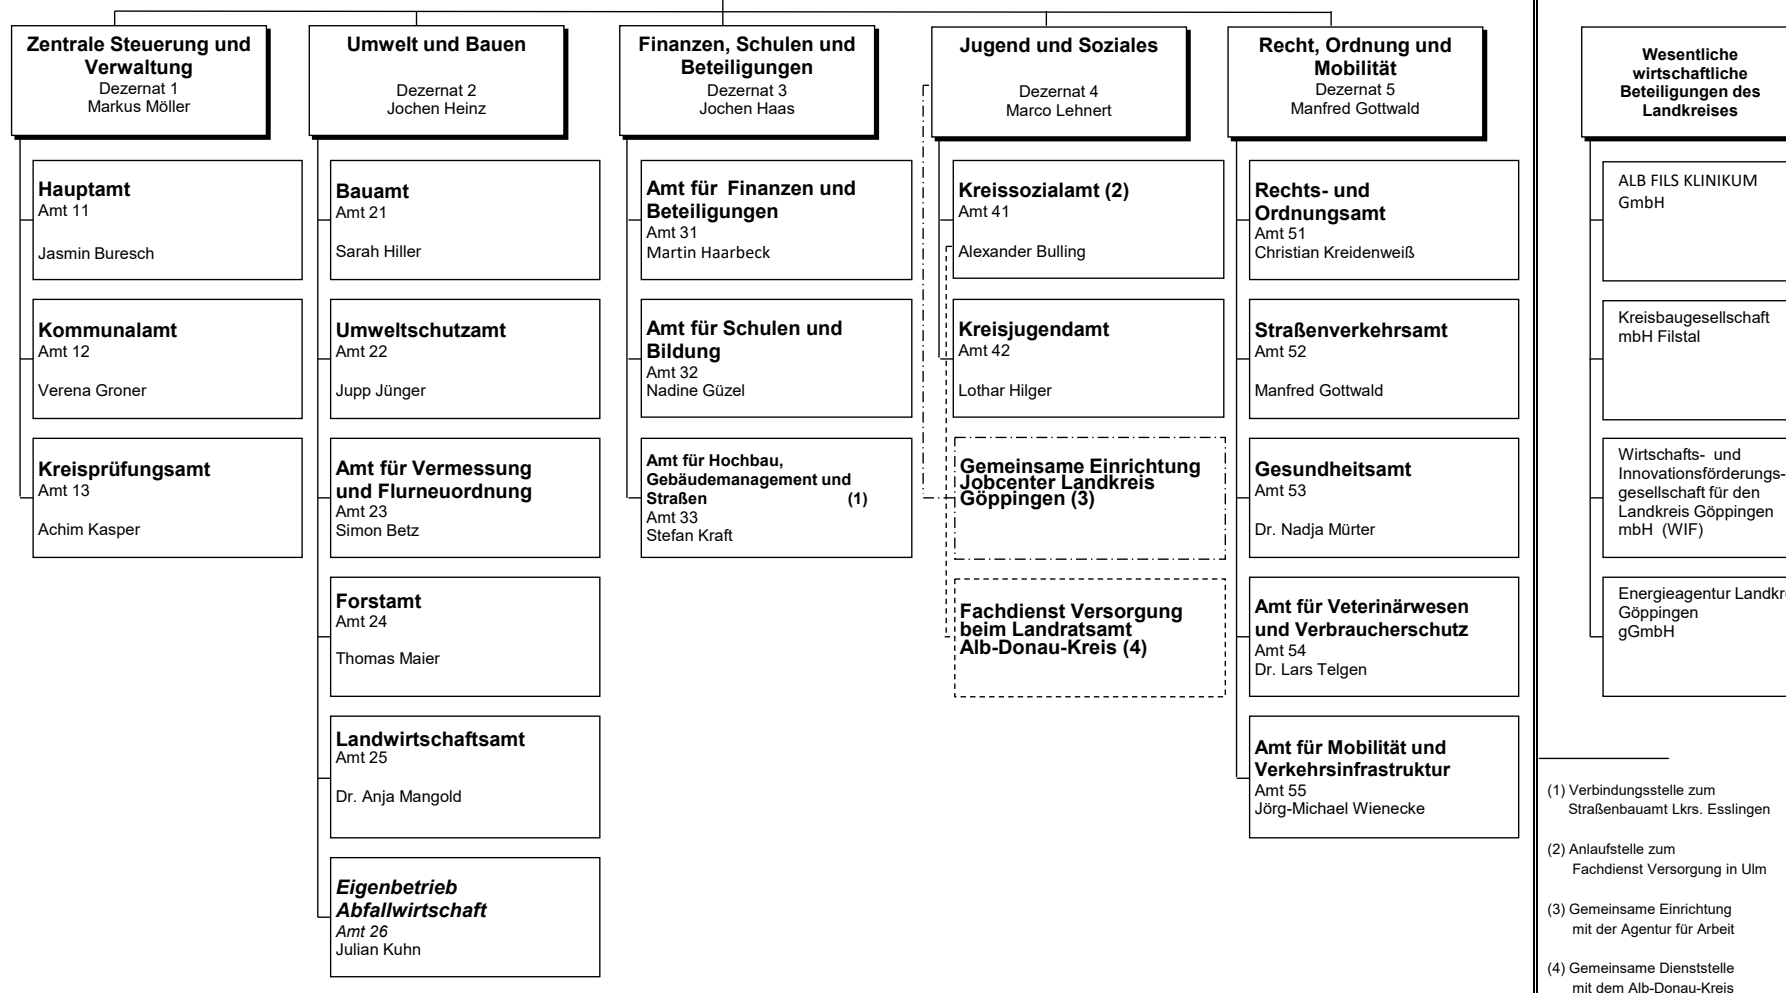 Zentrale Steuerung und
Verwaltung
Dezernat 1
Markus Möller
Hauptamt
Amt 11
Jasmin Buresch
Kommunalamt
Amt 12
Verena Groner
Kreisprüfungsamt
Amt 13
Achim Kasper
Umwelt und Bauen
Dezernat 2
Jochen Heinz
Bauamt
Amt 21
Sarah Hiller
Umweltschutzamt
Amt 22
Jupp Jünger
Amt für Vermessung
und Flurneuordnung
Amt 23
Simon Betz
Forstamt
Amt 24
Thomas Maier
Landwirtschaftsamt
Amt 25
Dr. Anja Mangold
Eigenbetrieb
Abfallwirtschaft
Amt 26
Julian Kuhn
Finanzen, Schulen und
Beteiligungen
Dezernat 3
Jochen Haas
Amt für Finanzen und
Beteiligungen
Amt 31
Martin Haarbeck
Amt für Schulen und
Bildung
Amt 32
Nadine Güzel
Amt für Hochbau,
Gebäudemanagement und
Straßen (1)
Amt 33
Stefan Kraft
Jugend und Soziales
Dezernat 4
Marco Lehnert
Kreissozialamt (2)
Amt 41
Alexander Bulling
Kreisjugendamt
Amt 42
Lothar Hilger
Gemeinsame Einrichtung
Jobcenter Landkreis
Göppingen (3)
Fachdienst Versorgung
beim Landratsamt
Alb-Donau-Kreis (4)
Recht, Ordnung und
Mobilität
Dezernat 5
Manfred Gottwald
Rechts- und
Ordnungsamt
Amt 51
Christian Kreidenweiß
Straßenverkehrsamt
Amt 52
Manfred Gottwald
Gesundheitsamt
Amt 53
Dr. Nadja Mürter
Amt für Veterinärwesen
und Verbraucherschutz
Amt 54
Dr. Lars Telgen
Amt für Mobilität und
Verkehrsinfrastruktur
Amt 55
Jörg-Michael Wienecke
Wesentliche
wirtschaftliche
Beteiligungen des
Landkreises
ALB FILS KLINIKUM
GmbH
Kreisbaugesellschaft
mbH Filstal
Wirtschafts- und
Innovationsförderungs-
gesellschaft für den
Landkreis Göppingen
mbH (WIF)
Energieagentur
Göppingen
gGmbH
(1) Verbindungsstelle zum
Straßenbauamt Lkrs. Esslingen
(2) Anlaufstelle zum
Fachdienst Versorgung in Ulm
(3) Gemeinsame Einrichtung
mit der Agentur für Arbeit
(4) Gemeinsame Dienststelle
mit dem Alb-Donau-Kreis